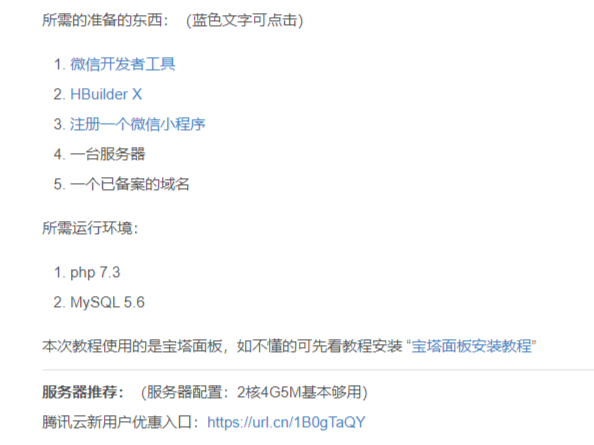 所需的准备的东西：（蓝色文字可点击）
1. 微信开发者工具
2. HBuilder X
3. 注册一个微信小程序
4. 一台服务器
5. 一个已备案的域名
所需运行环境：
1. php 7.3
2. MySQL 5.6
本次教程使用的是宝塔面板，如不懂的可先看教程安装 “宝塔面板安装教程”
服务器推荐：（服务器配置：2核4G5M基本够用）
腾讯云新用户优惠入口：https://url.cn/1B0gTaQY